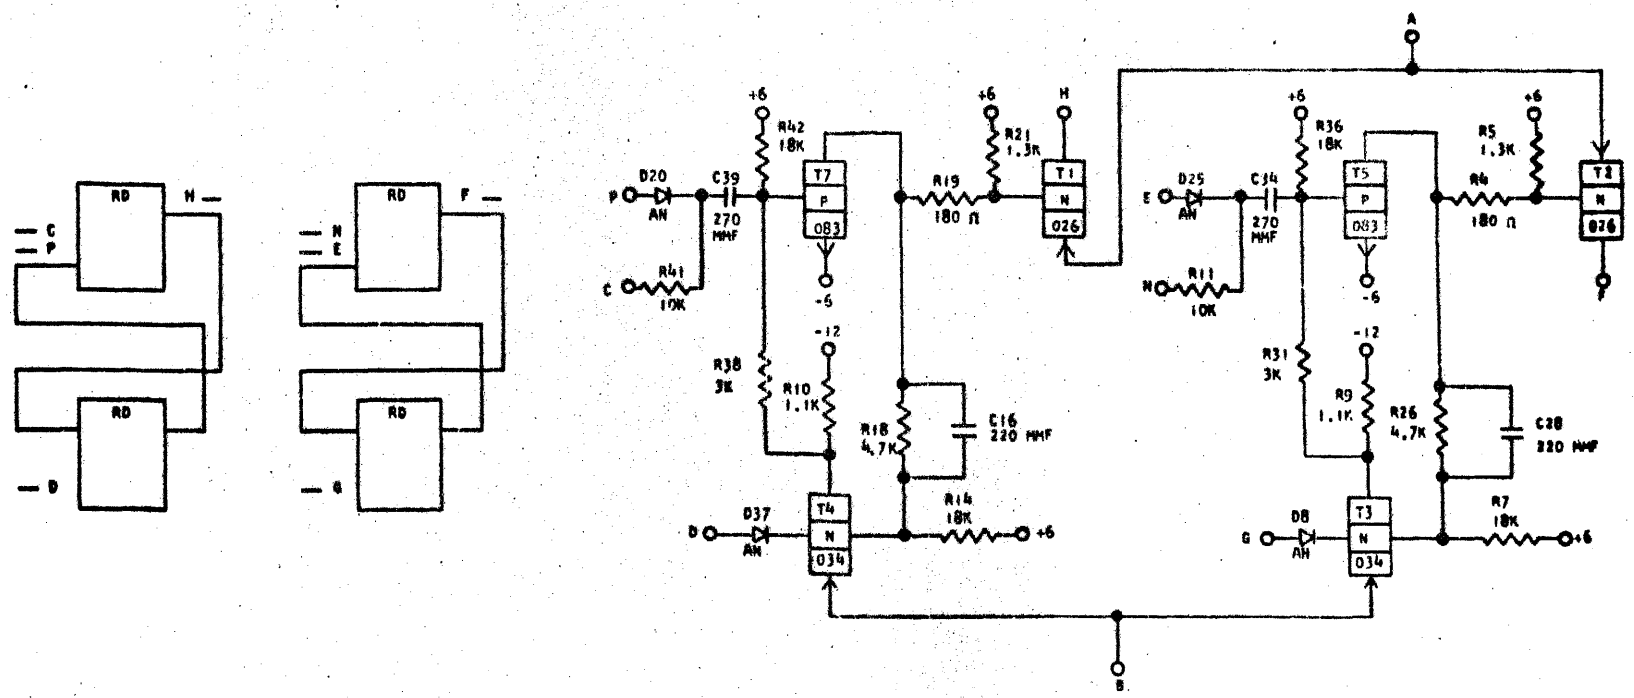 RD
H
C
P
RD
D
RD
F
N
E
RD
G
A
+6
R42
18K
D20
AN
P
C39
270
MMF
R41
10K
C
T7
P
083
-6
-12
R38
3K
R10
1.1K
R19
180 Ω
+6
R21
1.3K
H
T1
N
026
R18
4.7K
C16
220 MMF
D
D37
AN
T4
N
034
R14
18K
+6
B
+6
R36
18K
E
D25
AN
C34
270
MMF
N
R11
10K
T5
P
083
-6
-12
R31
3K
R9
1.1K
R4
180 Ω
+6
R5
1.3K
T2
N
026
F
R26
4.7K
C28
220 MMF
G
D8
AN
T3
N
034
R7
18K
+6